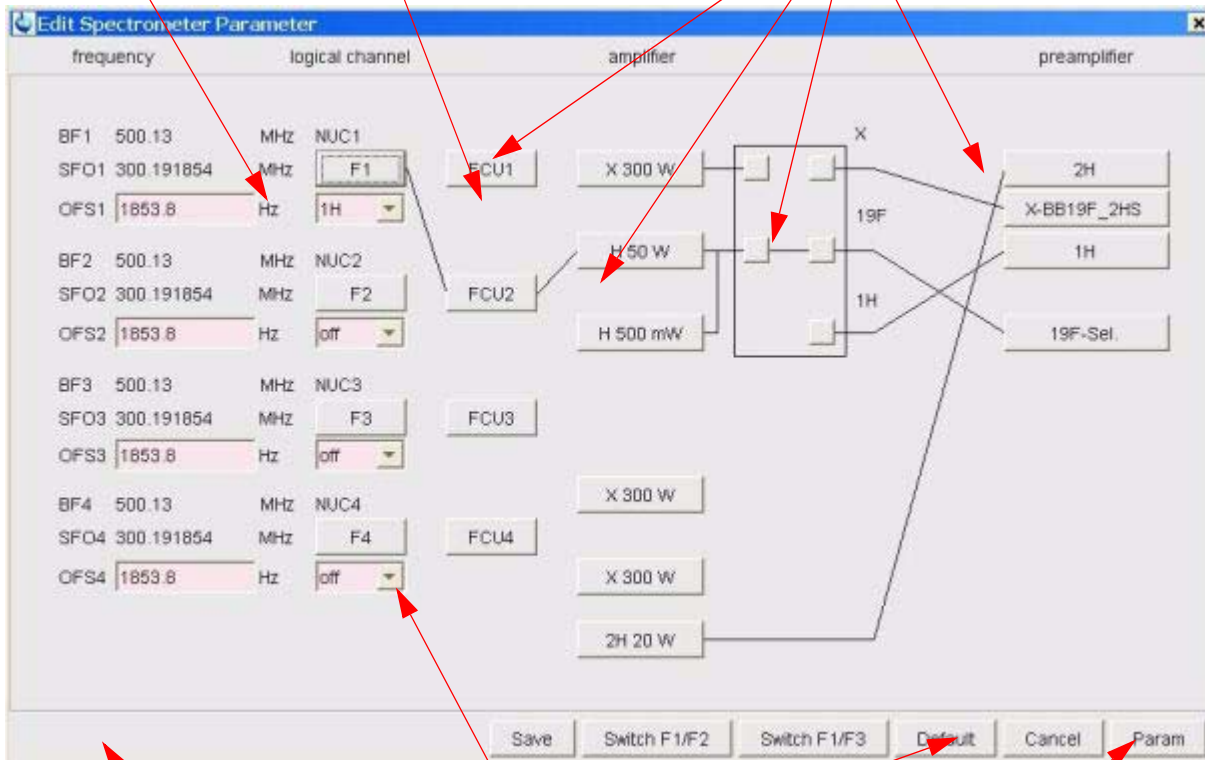 Edit Spectrometer Parameter
frequency logical channel amplifier preamplifier
BF1 500.13 MHz NUC1 X
SFO1 300.191854 MHz F1 FCU1 X 300 W 2H
OFS1 1853.8 Hz 1H 19F X-BB19F_2HS
BF2 500.13 MHz NUC2 H 50 W 1H
SFO2 300.191854 MHz F2 FCU2 1H
OFS2 1853.8 Hz off H 500 mW 19F-Sel.
BF3 500.13 MHz NUC3
SFO3 300.191854 MHz F3 FCU3
OFS3 1853.8 Hz off
BF4 500.13 MHz NUC4 X 300 W
SFO4 300.191854 MHz F4 FCU4
OFS4 1853.8 Hz off X 300 W
2H 20 W
Save Switch F1/F2 Switch F1/F3 Default Cancel Param